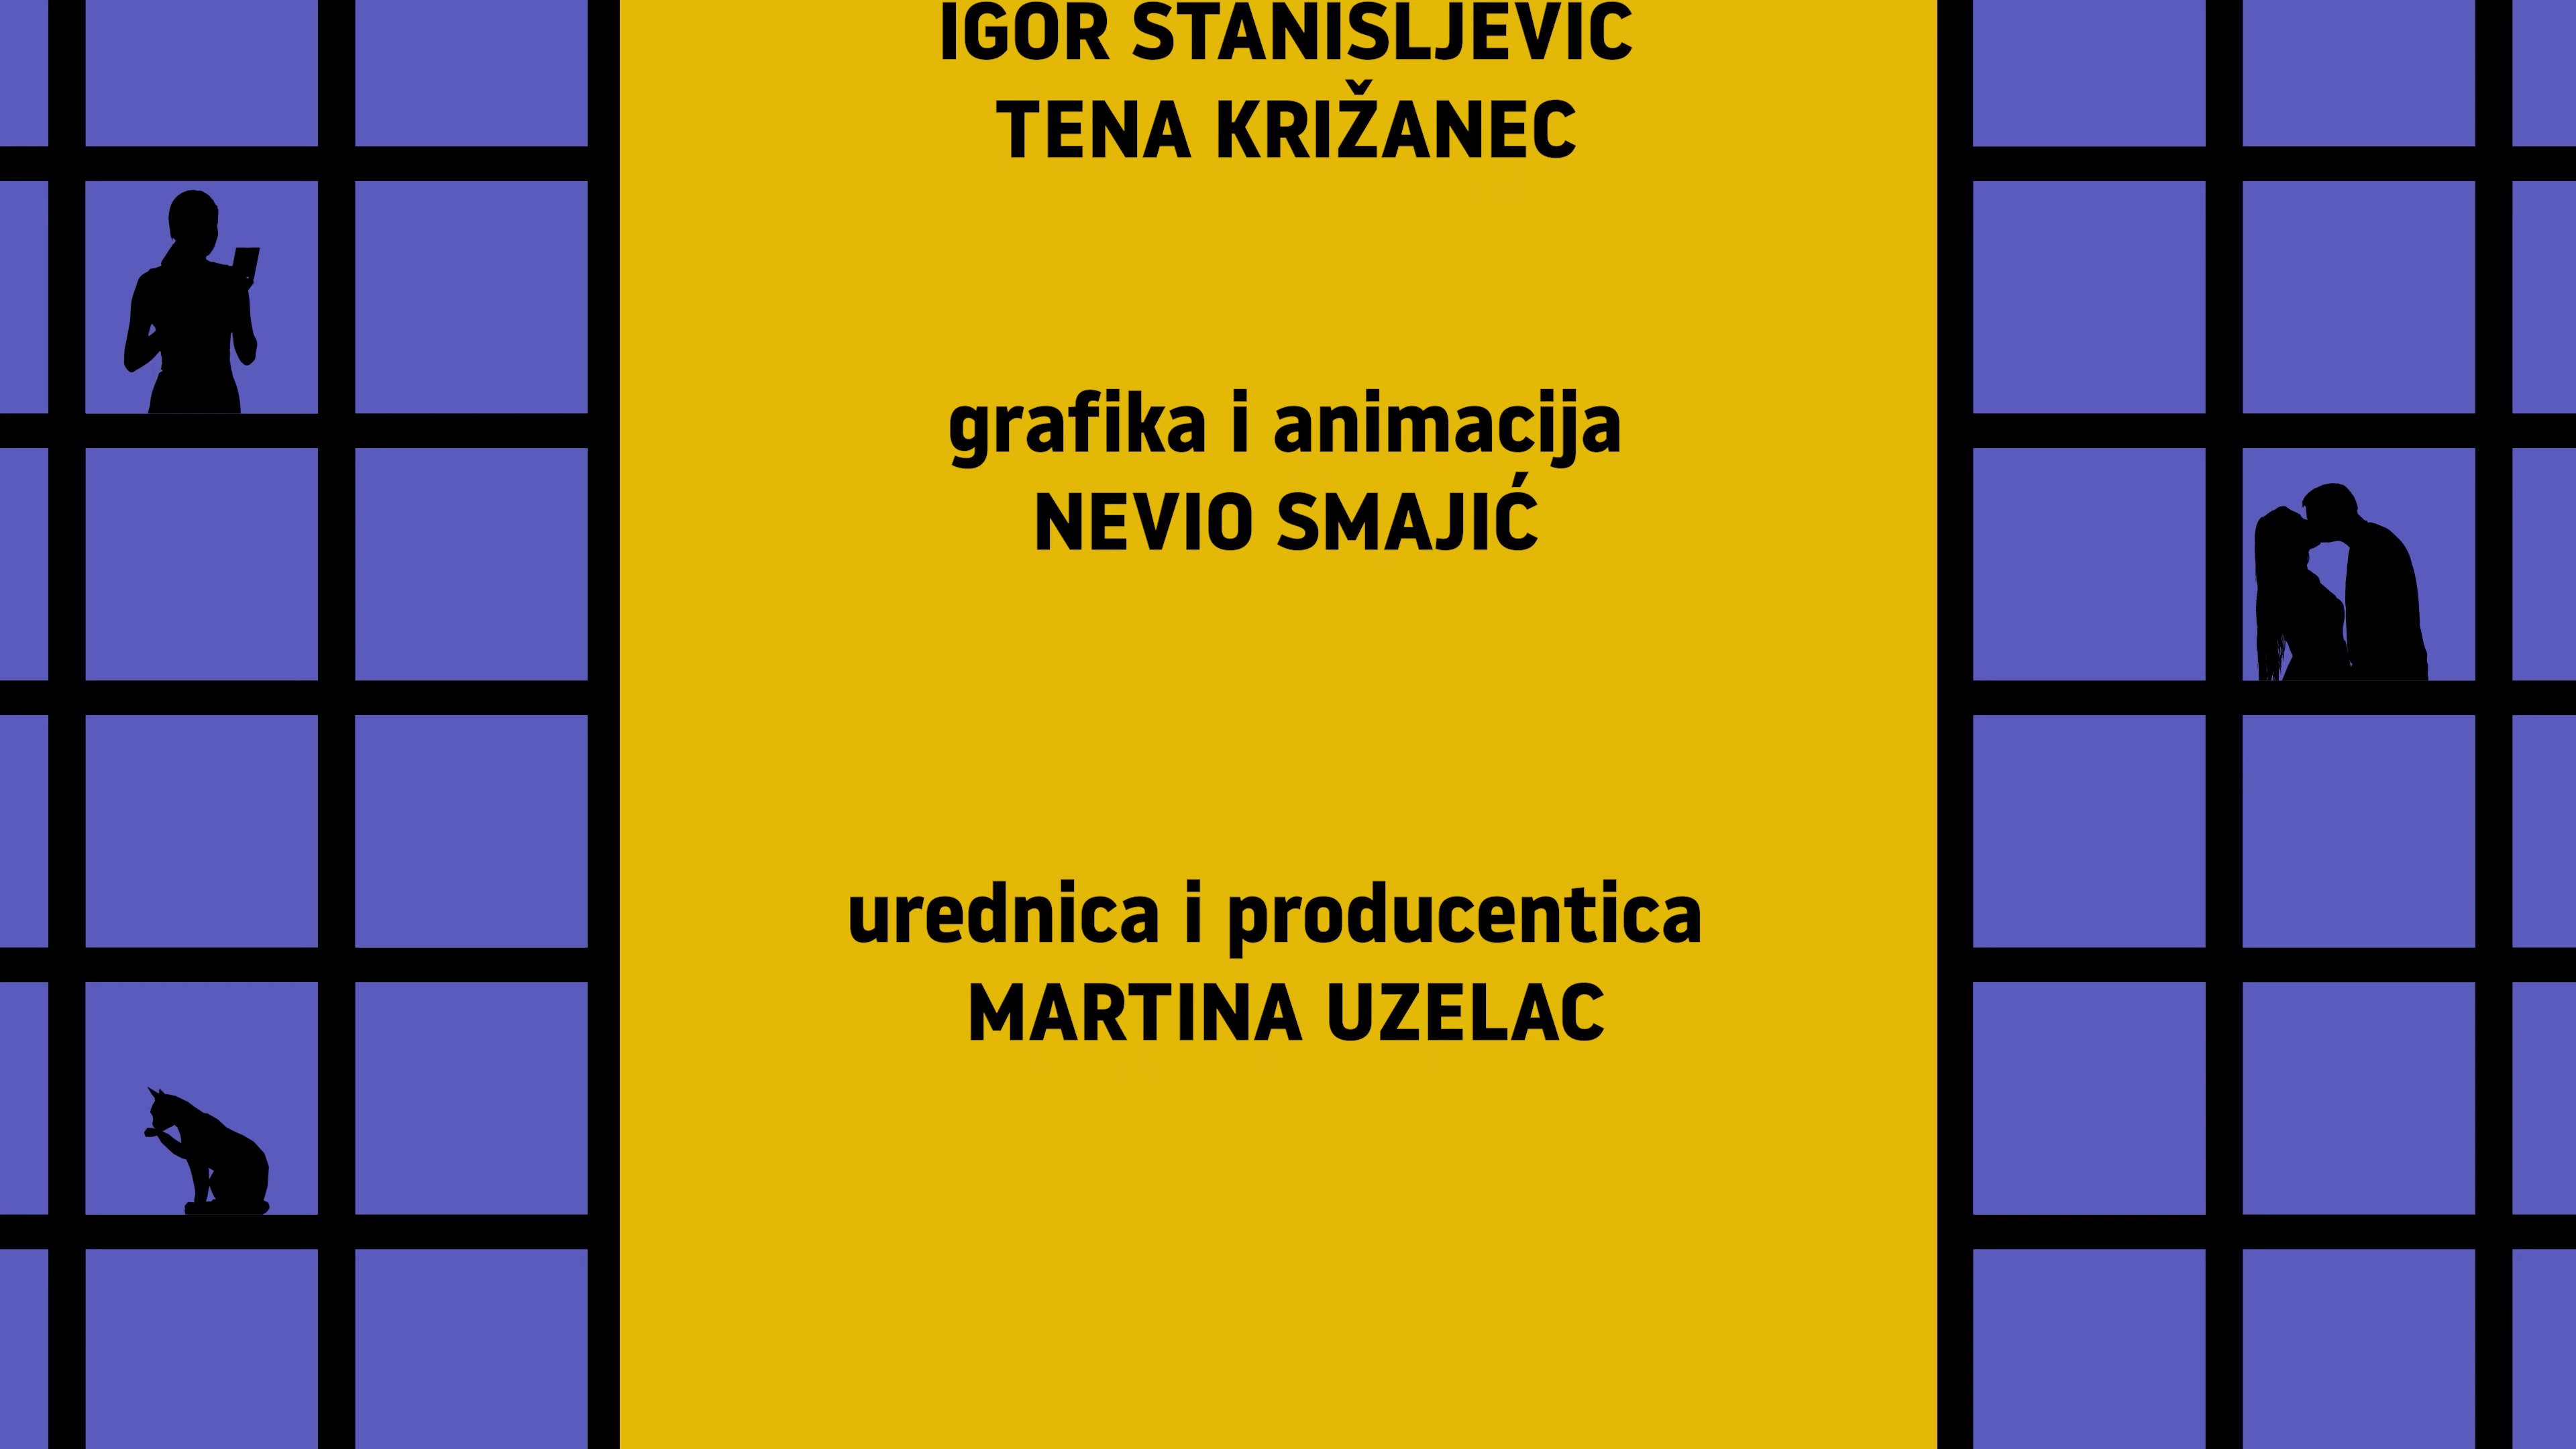 IGOR STANISLJEVIC
TENA KRIŽANEC
grafika i animacija
NEVIO SMAJIĆ
urednica i producentica
MARTINA UZELAC